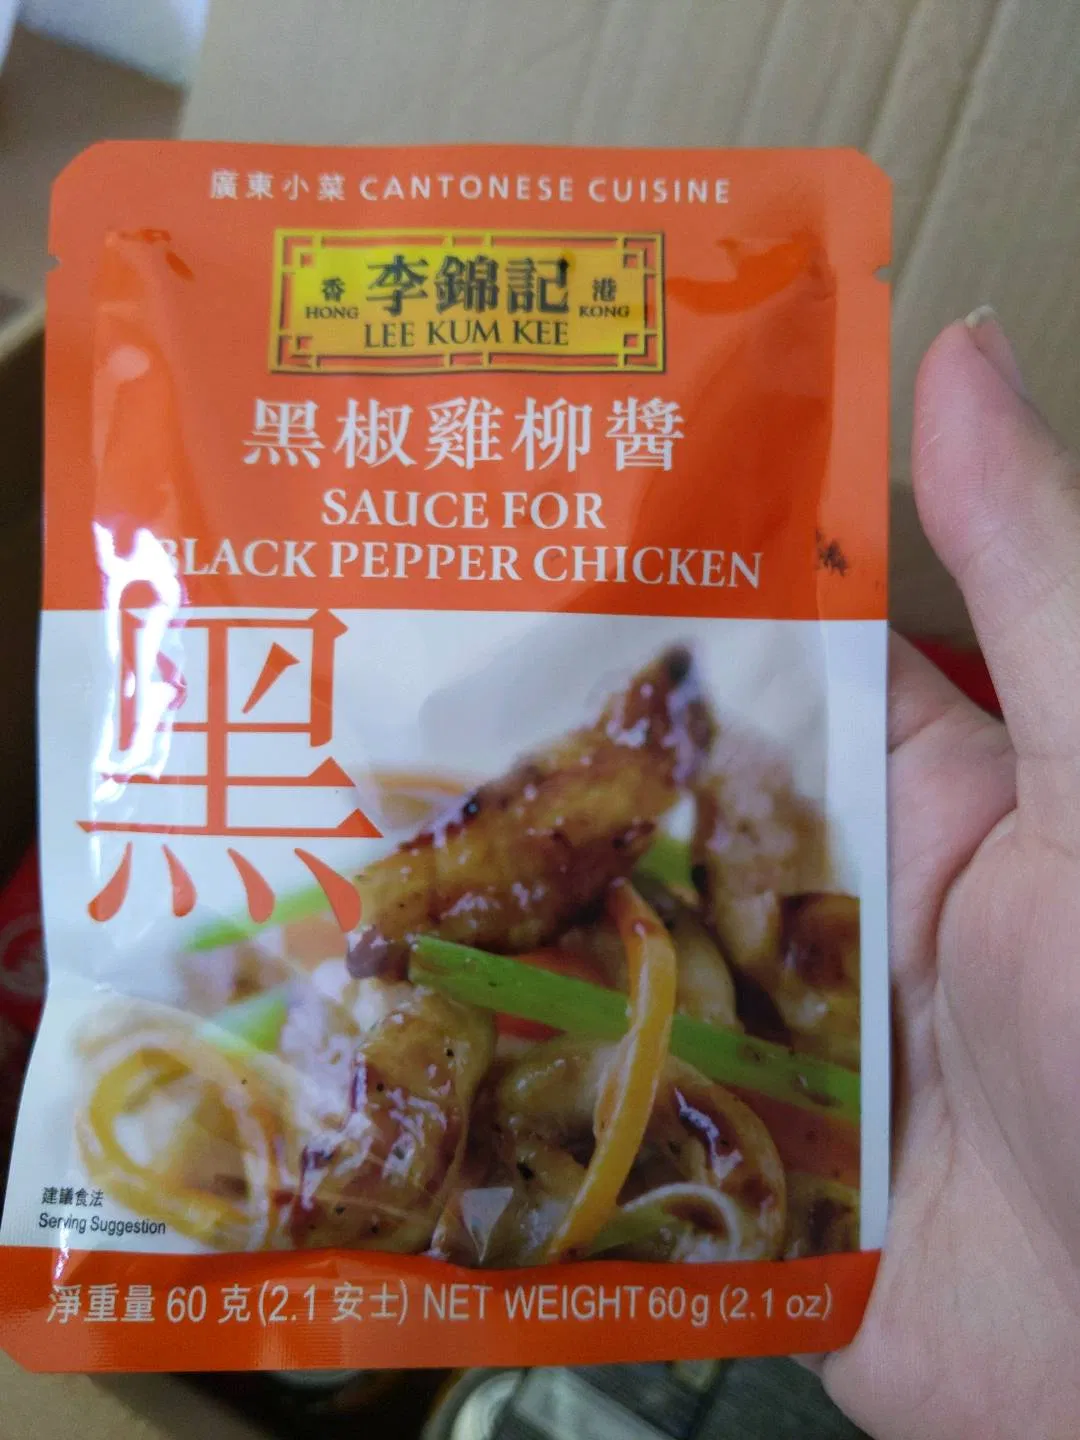 廣東小菜 CANTONESE CUISINE
香 李錦記 港
HONG LEE KUM KEE KONG
黑椒雞柳醬
SAUCE FOR
BLACK PEPPER CHICKEN
黑
建議食法
Serving Suggestion
淨重量 60 克 (2.1 安士) NET WEIGHT 60g (2.1 oz)